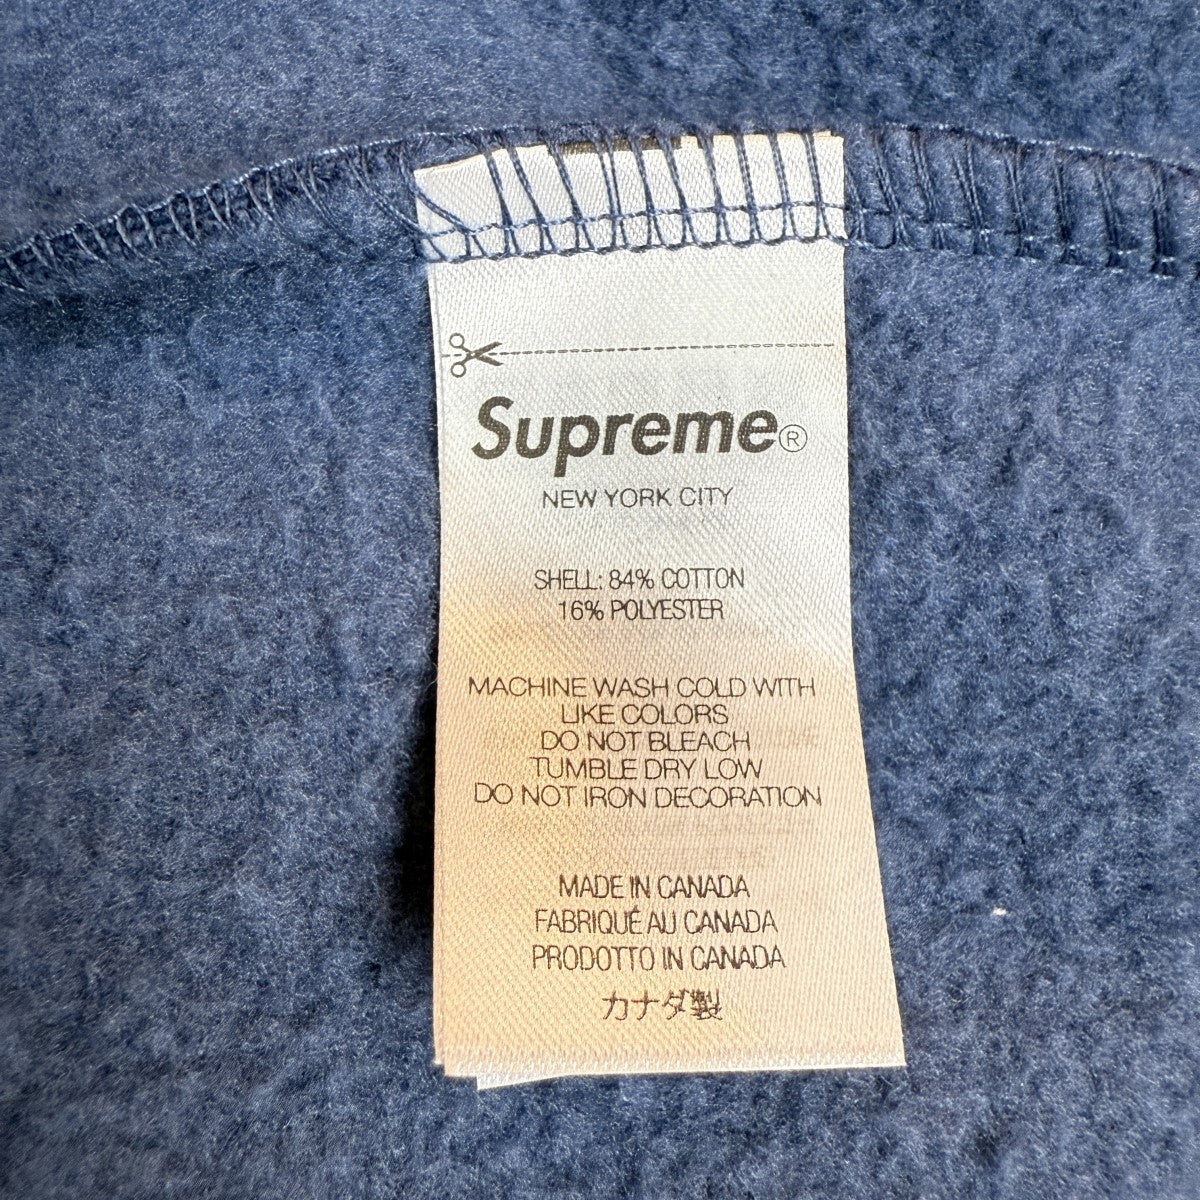 Supreme®
NEW YORK CITY
SHELL: 84% COTTON
16% POLYESTER
MACHINE WASH COLD WITH
LIKE COLORS
DO NOT BLEACH
TUMBLE DRY LOW
DO NOT IRON DECORATION
MADE IN CANADA
FABRIQUÉ AU CANADA
PRODOTTO IN CANADA
カナダ製